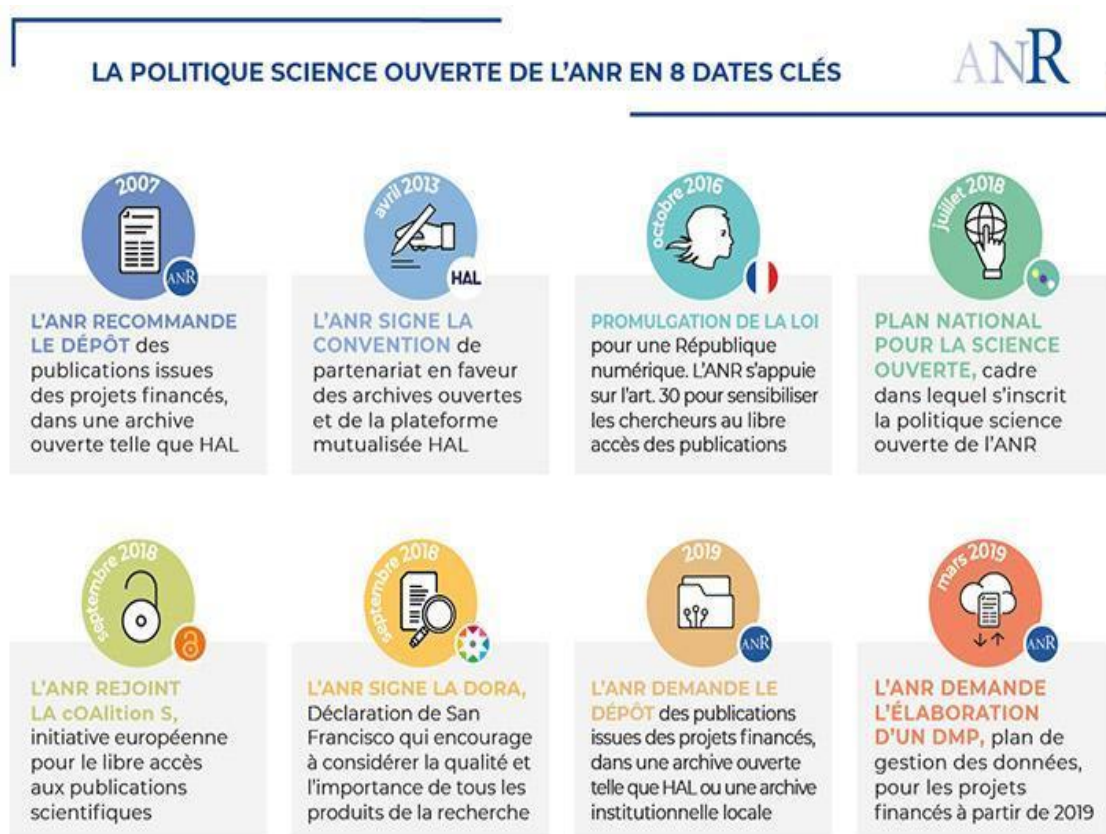 LA POLITIQUE SCIENCE OUVERTE DE L'ANR EN 8 DATES CLÉS
ANR
2007
ANR
L'ANR RECOMMANDE
LE DÉPÔT des
publications issues
des projets financés,
dans une archive
ouverte telle que HAL
avril 2013
HAL
L'ANR SIGNE LA
CONVENTION de
partenariat en faveur
des archives ouvertes
et de la plateforme
mutualisée HAL
octobre 2016
PROMULGATION DE LA LOI
pour une République
numérique. L'ANR s'appuie
sur l'art. 30 pour sensibiliser
les chercheurs au libre
accès des publications
juillet 2018
PLAN NATIONAL
POUR LA SCIENCE
OUVERTE, cadre
dans lequel s'inscrit
la politique science
ouverte de l'ANR
septembre 2018
L'ANR REJOINT
LA cOAlition S,
initiative européenne
pour le libre accès
aux publications
scientifiques
septembre 2018
L'ANR SIGNE LA DORA,
Déclaration de San
Francisco qui encourage
à considérer la qualité et
l'importance de tous les
produits de la recherche
2019
ANR
L'ANR DEMANDE LE
DÉPÔT des publications
issues des projets financés,
dans une archive ouverte
telle que HAL ou une archive
institutionnelle locale
mars 2019
ANR
L'ANR DEMANDE
L'ÉLABORATION
D'UN DMP, plan de
gestion des données,
pour les projets
financés à partir de 2019